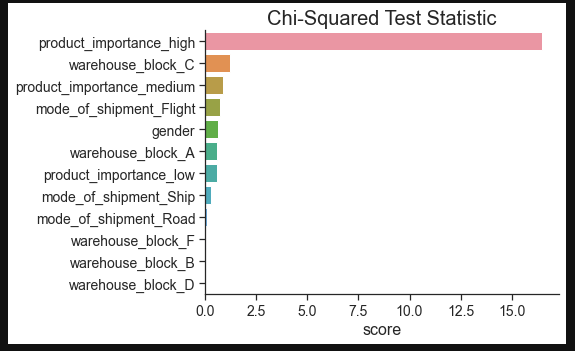 Chi-Squared Test Statistic
product_importance_high
warehouse_block_C
product_importance_medium
mode_of_shipment_Flight
gender
warehouse_block_A
product_importance_low
mode_of_shipment_Ship
mode_of_shipment_Road
warehouse_block_F
warehouse_block_B
warehouse_block_D
0.0 2.5 5.0 7.5 10.0 12.5 15.0
score